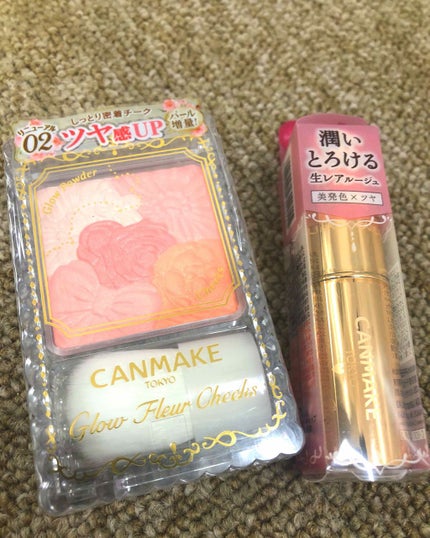 リニューアル
02
しっとり密着チーク
ツヤ感UP
パール
増量!
Glow Powder
CANMAKE
TOKYO
Glow Fleur Cheeks
潤い
とろける
生レアルージュ
美発色×ツヤ
CANMAKE